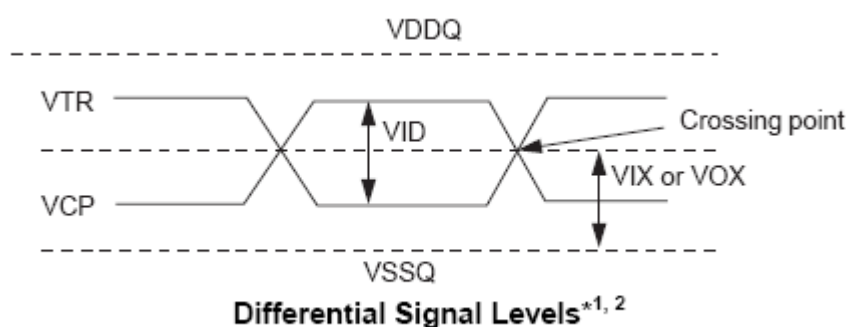 VDDQ
VTR
VID
Crossing point
VIX or VOX
VCP
VSSQ
Differential Signal Levels*1, 2